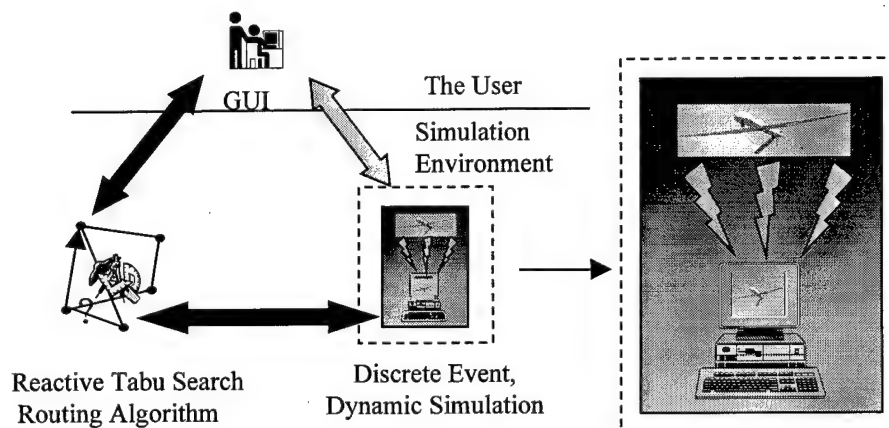 The User
GUI
Simulation
Environment
?
Reactive Tabu Search
Routing Algorithm
Discrete Event,
Dynamic Simulation